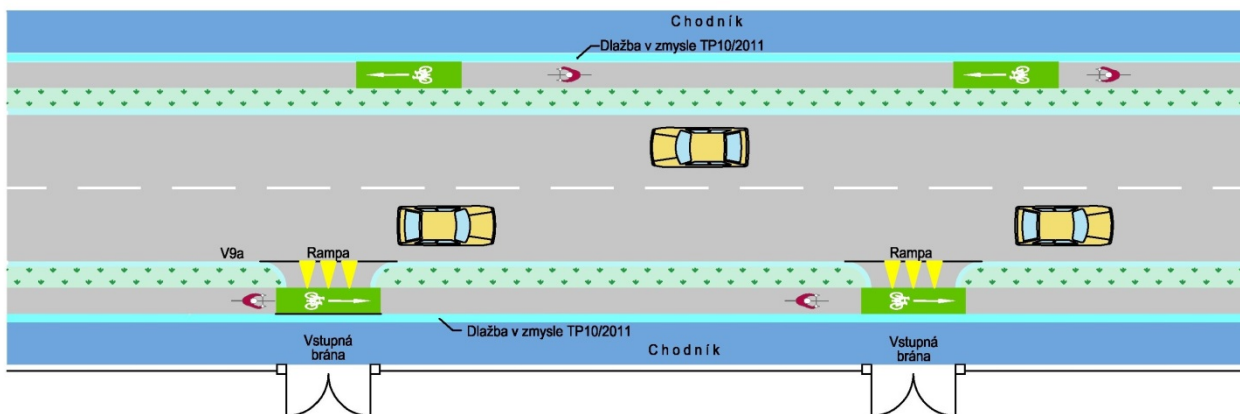 Chodník
Dlažba v zmysle TP10/2011
V9a
Rampa
Rampa
Dlažba v zmysle TP10/2011
Vstupná
brána
Chodník
Vstupná
brána